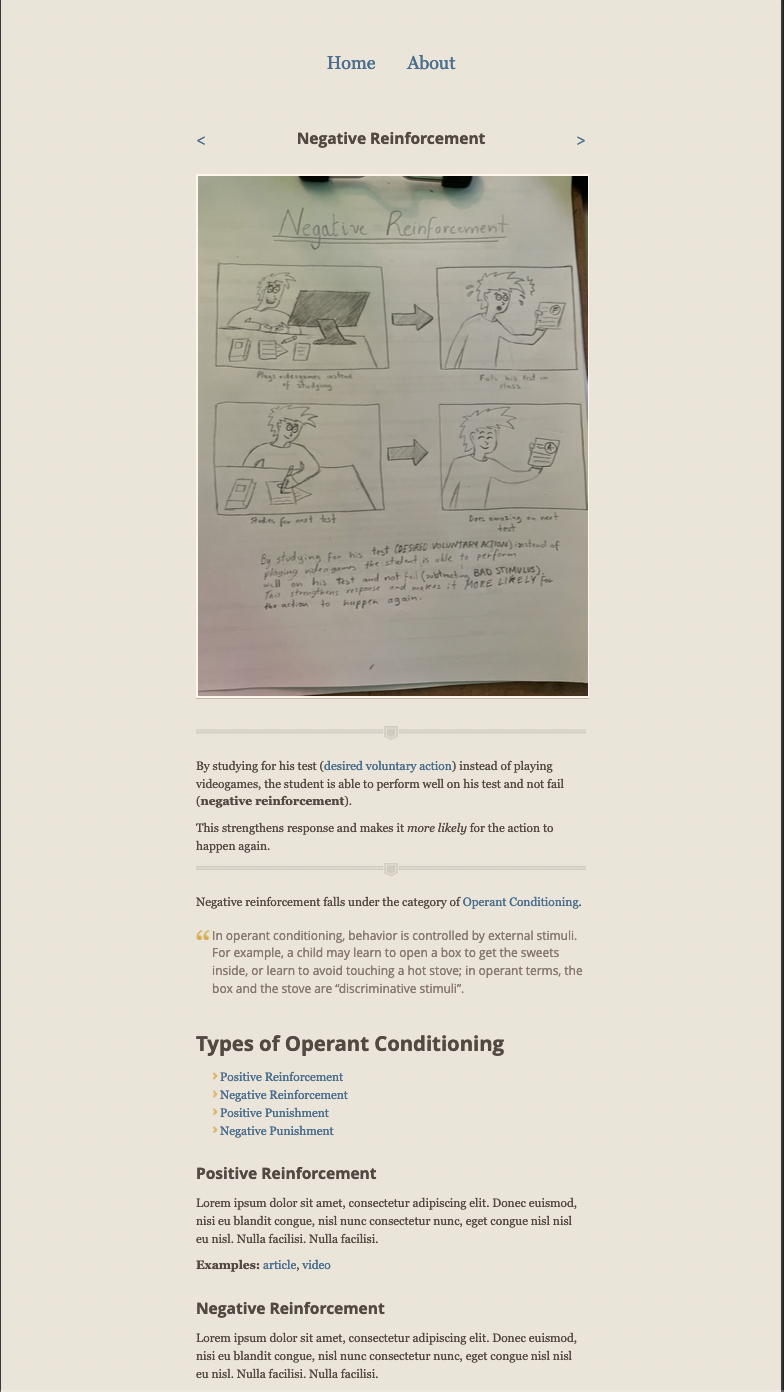 Home About
< Negative Reinforcement >
Negative Reinforcement
Plays videogames instead
of studying
Fails his test in
class
Studies for next test
Does amazing on next
test
By studying for his test (DESIRED VOLUNTARY ACTION) instead of
playing videogames the student is able to perform
well on his test and not fail (subtracting BAD STIMULUS).
This strengthens response and makes it MORE LIKELY for
the action to happen again.
By studying for his test (desired voluntary action) instead of playing
videogames, the student is able to perform well on his test and not fail
(negative reinforcement).
This strengthens response and makes it more likely for the action to
happen again.
Negative reinforcement falls under the category of Operant Conditioning.
“ In operant conditioning, behavior is controlled by external stimuli.
For example, a child may learn to open a box to get the sweets
inside, or learn to avoid touching a hot stove; in operant terms, the
box and the stove are “discriminative stimuli”.
Types of Operant Conditioning
Positive Reinforcement
Negative Reinforcement
Positive Punishment
Negative Punishment
Positive Reinforcement
Lorem ipsum dolor sit amet, consectetur adipiscing elit. Donec euismod,
nisi eu blandit congue, nisl nunc consectetur nunc, eget congue nisl nisl
eu nisl. Nulla facilisi. Nulla facilisi.
Examples: article, video
Negative Reinforcement
Lorem ipsum dolor sit amet, consectetur adipiscing elit. Donec euismod,
nisi eu blandit congue, nisl nunc consectetur nunc, eget congue nisl nisl
eu nisl. Nulla facilisi. Nulla facilisi.